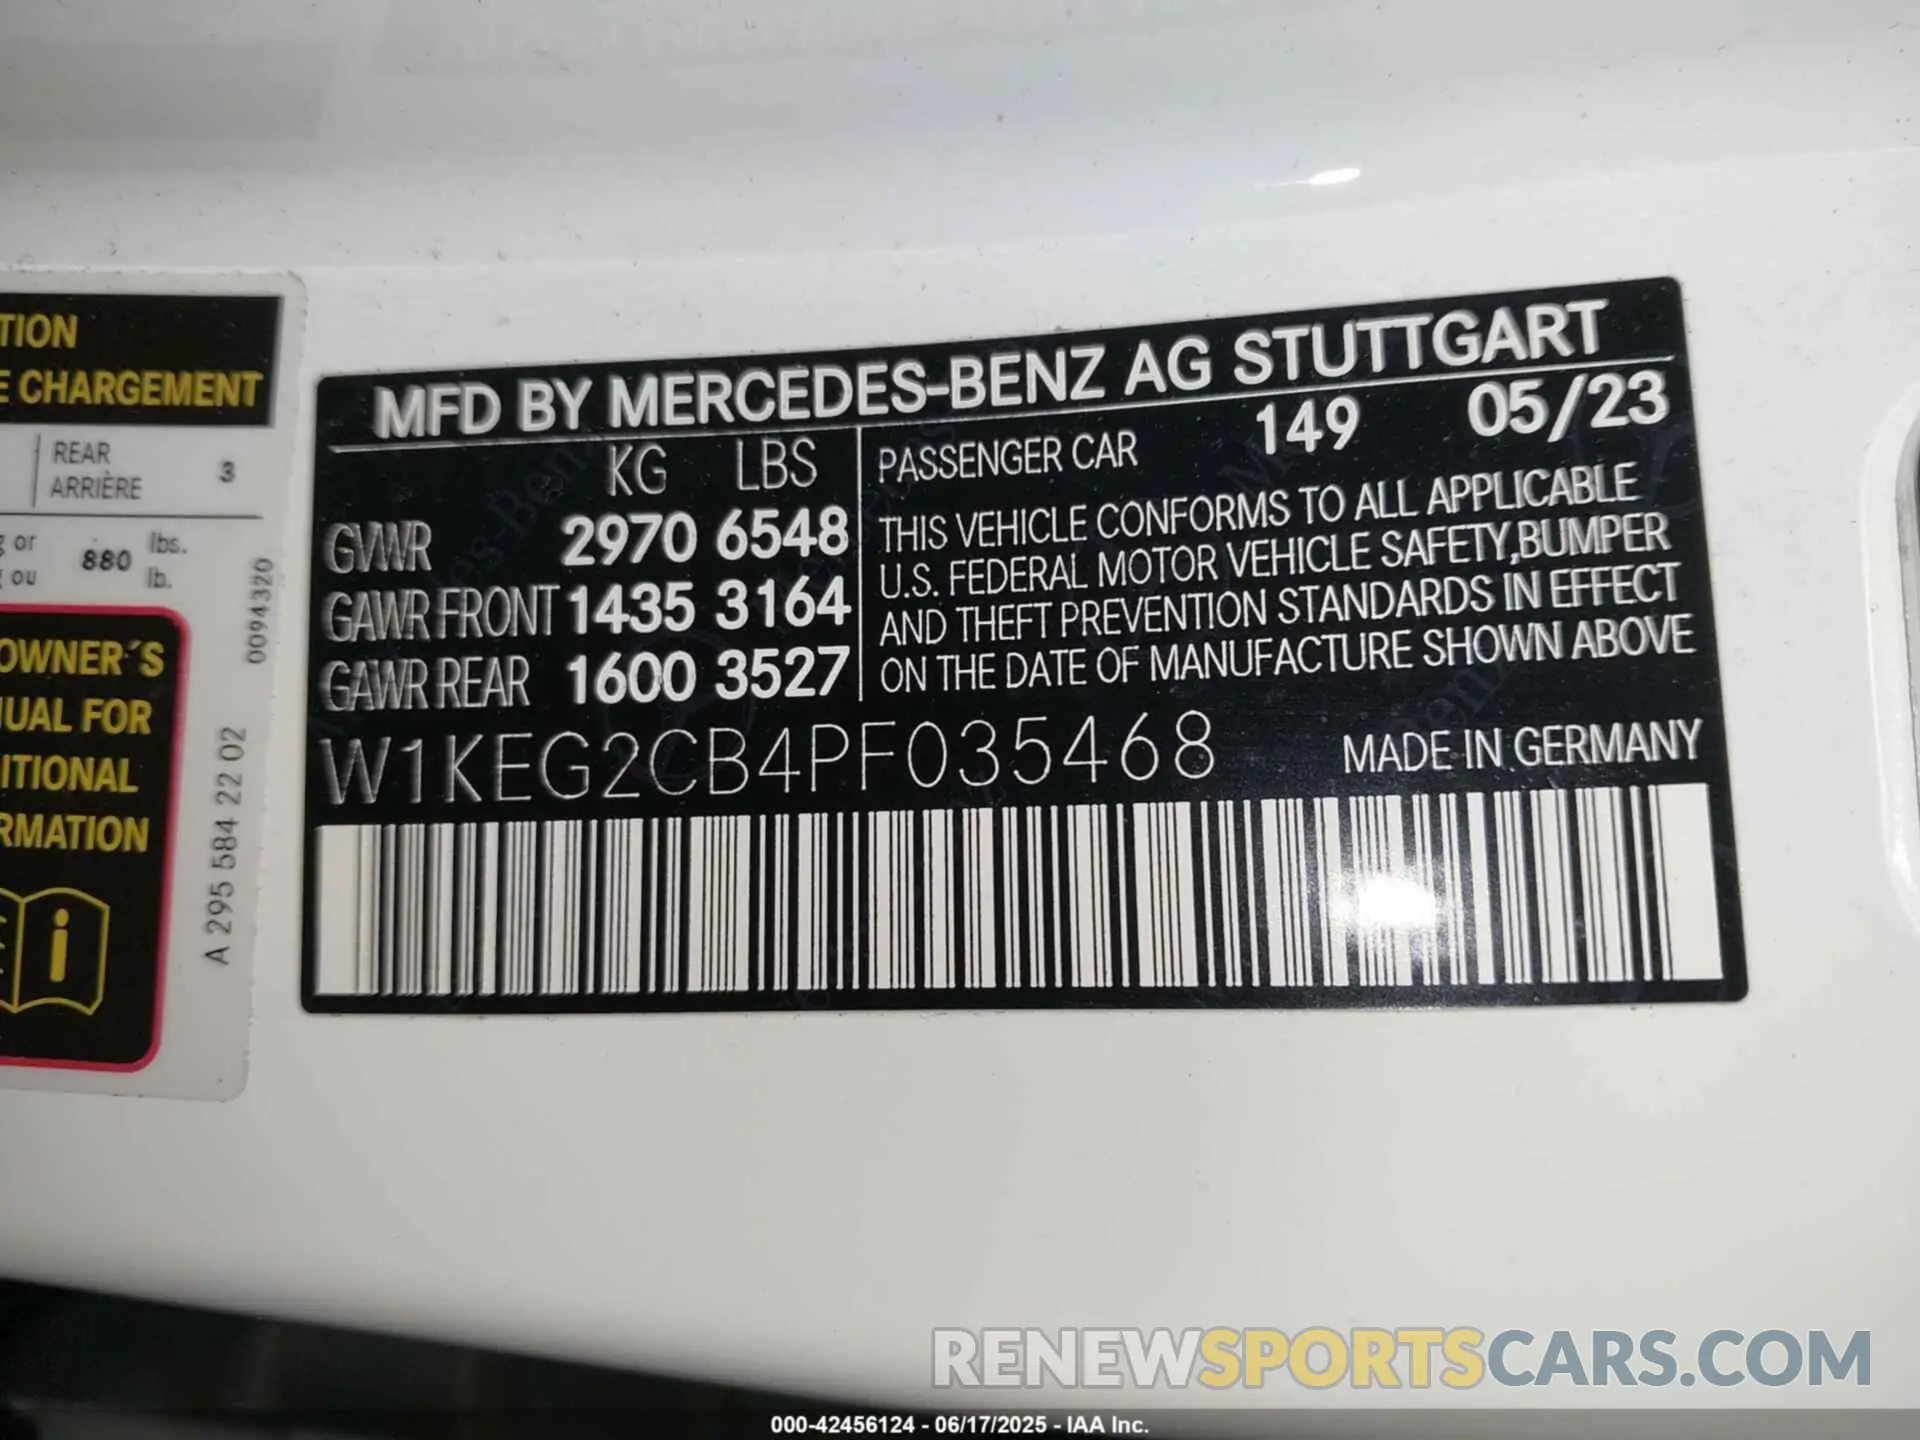 TION
E CHARGEMENT
REAR
ARRIÈRE
3
g or
g ou
880
lbs.
lb.
0094320
OWNER´S
UAL FOR
ITIONAL
RMATION
A 295 584 22 02
MFD BY MERCEDES-BENZ AG STUTTGART
KG LBS
GVWR 2970 6548
GAWR FRONT 1435 3164
GAWR REAR 1600 3527
PASSENGER CAR 149 05/23
THIS VEHICLE CONFORMS TO ALL APPLICABLE
U.S. FEDERAL MOTOR VEHICLE SAFETY,BUMPER
AND THEFT PREVENTION STANDARDS IN EFFECT
ON THE DATE OF MANUFACTURE SHOWN ABOVE
W1KEG2CB4PF035468
MADE IN GERMANY
RENEWSPORTSCARS.COM
000-42456124 - 06/17/2025 - IAA Inc.